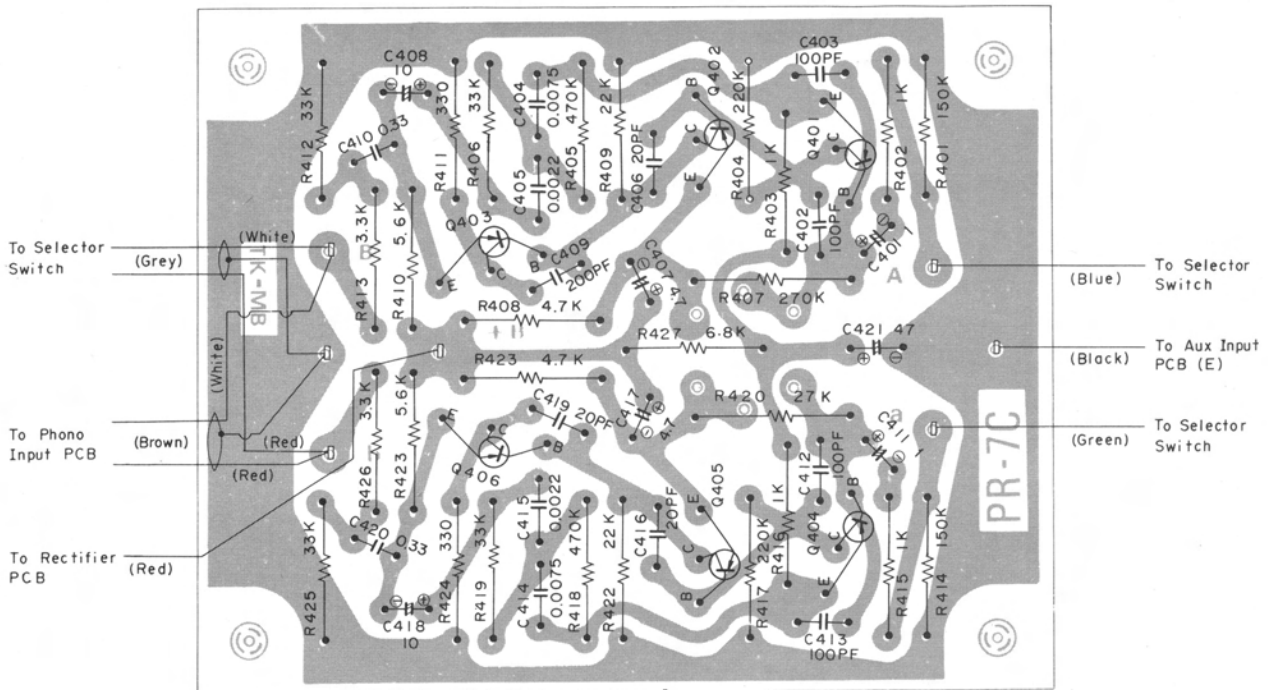 C408
10
R412 33K
C410 0.33
R411 330
R406 33K
C404 0.0075
C405 0.0022
R405 470K
R409 22K
C406 20PF
B
C
E
Q402
R404 220K
C403
100PF
R403 1K
E
C
B
Q401
C402 100PF
R402 1K
R401 150K
C401 1
To Selector
Switch
(White)
(Grey)
TK-MB
R413 3.3K
B
R410 5.6K
Q403
E
C
B
C409
200PF
C407 4.7
R407 270K
A
(Blue)
To Selector
Switch
R408 4.7K
R427 6.8K
C421 47
(Black)
To Aux Input
PCB (E)
R423 4.7K
(White)
R426 3.3K
R423 5.6K
C419 20PF
C417 4.7
R420 27K
a
C411 1
(Green)
To Selector
Switch
To Phono
Input PCB
(Brown)
(Red)
(Red)
E
C
B
Q406
PR-7C
To Rectifier
PCB
(Red)
R425 33K
C420 0.33
C418
10
R424 330
R419 33K
C415 0.0022
C414 0.0075
R418 470K
R422 22K
C416 20PF
E
C
B
Q405
R417 220K
R416 1K
C412 100PF
B
C
E
Q404
C413
100PF
R415 1K
R414 150K